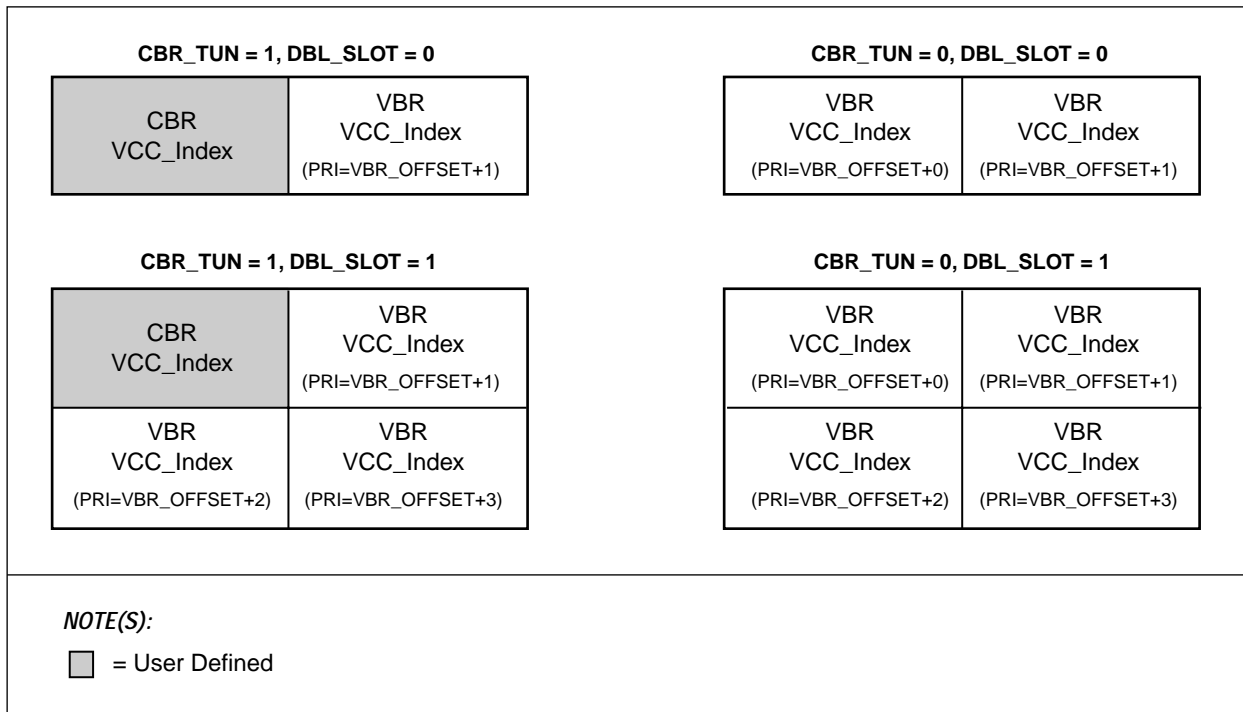 CBR_TUN = 1, DBL_SLOT = 0
CBR
VCC_Index
VBR
VCC_Index
(PRI=VBR_OFFSET+1)
CBR_TUN = 0, DBL_SLOT = 0
VBR
VCC_Index
(PRI=VBR_OFFSET+0)
VBR
VCC_Index
(PRI=VBR_OFFSET+1)
CBR_TUN = 1, DBL_SLOT = 1
CBR
VCC_Index
VBR
VCC_Index
(PRI=VBR_OFFSET+1)
VBR
VCC_Index
(PRI=VBR_OFFSET+2)
VBR
VCC_Index
(PRI=VBR_OFFSET+3)
CBR_TUN = 0, DBL_SLOT = 1
VBR
VCC_Index
(PRI=VBR_OFFSET+0)
VBR
VCC_Index
(PRI=VBR_OFFSET+1)
VBR
VCC_Index
(PRI=VBR_OFFSET+2)
VBR
VCC_Index
(PRI=VBR_OFFSET+3)
NOTE(S):
= User Defined